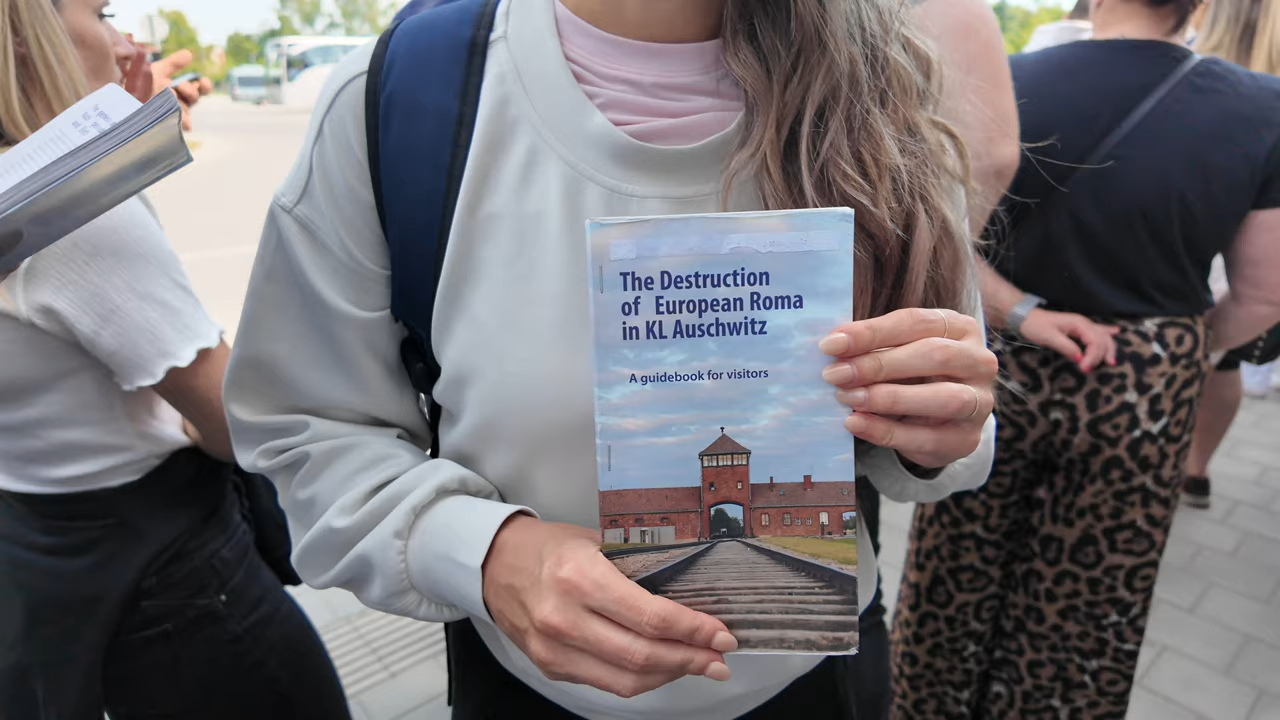 The Destruction
of European Roma
in KL Auschwitz
A guidebook for visitors